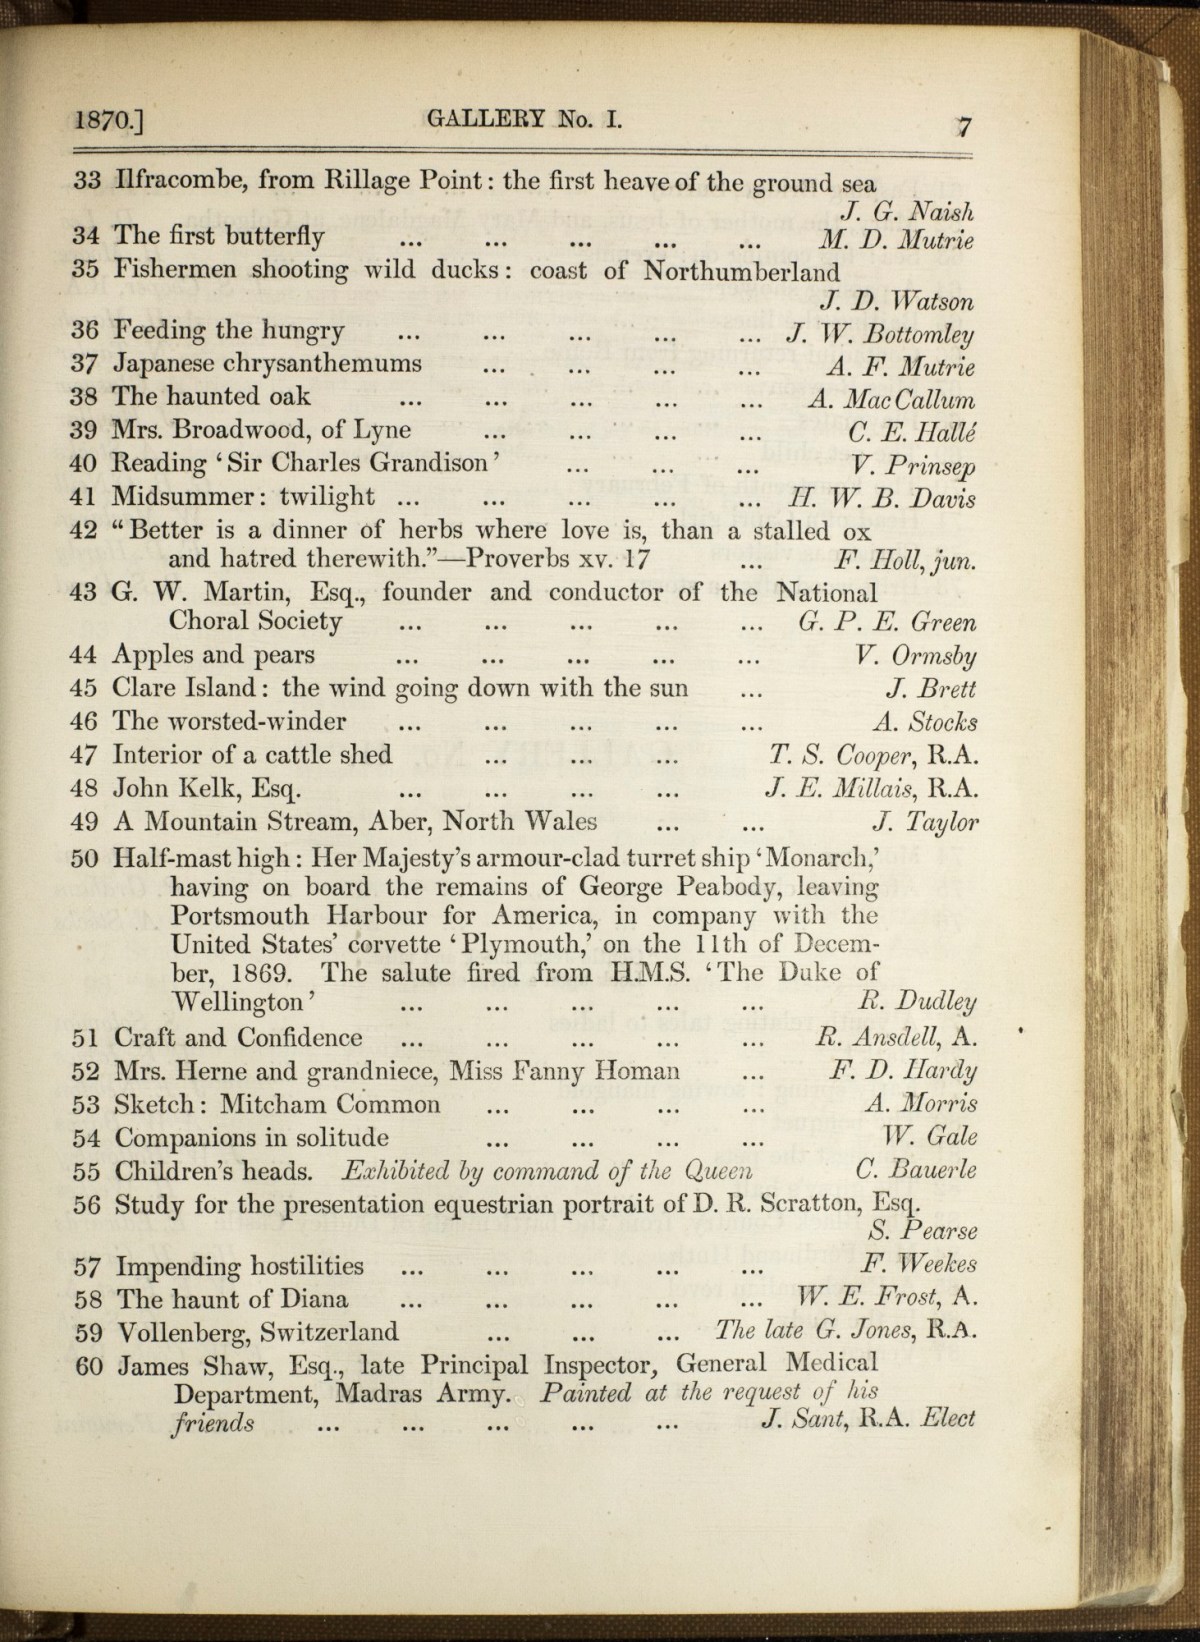 1870.] GALLERY No. I. 7
33 Ilfracombe, from Rillage Point: the first heave of the ground sea
J. G. Naish
34 The first butterfly ... ... ... ... ... M. D. Mutrie
35 Fishermen shooting wild ducks: coast of Northumberland
J. D. Watson
36 Feeding the hungry ... ... ... ... ... J. W. Bottomley
37 Japanese chrysanthemums ... ... ... ... A. F. Mutrie
38 The haunted oak ... ... ... ... ... A. MacCallum
39 Mrs. Broadwood, of Lyne ... ... ... ... C. E. Hallé
40 Reading ‘Sir Charles Grandison’ ... ... ... V. Prinsep
41 Midsummer: twilight ... ... ... ... ... H. W. B. Davis
42 “Better is a dinner of herbs where love is, than a stalled ox
and hatred therewith.”—Proverbs xv. 17 ... F. Holl, jun.
43 G. W. Martin, Esq., founder and conductor of the National
Choral Society ... ... ... ... ... G. P. E. Green
44 Apples and pears ... ... ... ... ... V. Ormsby
45 Clare Island: the wind going down with the sun ... J. Brett
46 The worsted-winder ... ... ... ... ... A. Stocks
47 Interior of a cattle shed ... ... ... T. S. Cooper, R.A.
48 John Kelk, Esq. ... ... ... ... J. E. Millais, R.A.
49 A Mountain Stream, Aber, North Wales ... ... J. Taylor
50 Half-mast high: Her Majesty’s armour-clad turret ship ‘Monarch,’
having on board the remains of George Peabody, leaving
Portsmouth Harbour for America, in company with the
United States’ corvette ‘Plymouth,’ on the 11th of Decem-
ber, 1869. The salute fired from H.M.S. ‘The Duke of
Wellington’ ... ... ... ... ... R. Dudley
51 Craft and Confidence ... ... ... ... ... R. Ansdell, A.
52 Mrs. Herne and grandniece, Miss Fanny Homan ... F. D. Hardy
53 Sketch: Mitcham Common ... ... ... ... A. Morris
54 Companions in solitude ... ... ... ... W. Gale
55 Children’s heads. Exhibited by command of the Queen C. Bauerle
56 Study for the presentation equestrian portrait of D. R. Scratton, Esq.
S. Pearse
57 Impending hostilities ... ... ... ... ... F. Weekes
58 The haunt of Diana ... ... ... ... ... W. E. Frost, A.
59 Vollenberg, Switzerland ... ... ... The late G. Jones, R.A.
60 James Shaw, Esq., late Principal Inspector, General Medical
Department, Madras Army. Painted at the request of his
friends ... ... ... ... ... J. Sant, R.A. Elect